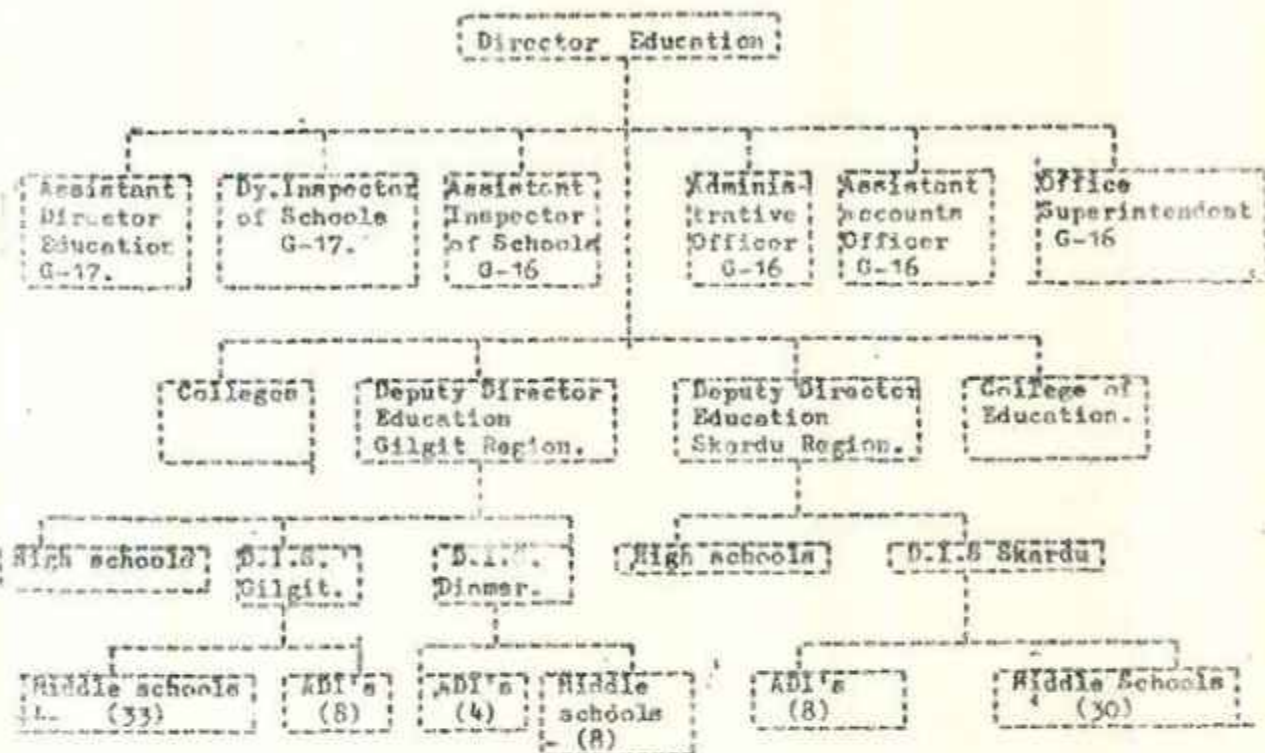 Director Education
Assistant
Director
Education
G-17.
Dy.Inspector
of Schools
G-17.
Assistant
Inspector
of Schools
G-16
Adminis-
trative
Officer
G-16
Assistant
accounts
Officer
G-16
Office
Superintendent
G-16
Colleges
Deputy Director
Education
Gilgit Region.
Deputy Director
Education
Skardu Region.
College of
Education.
High schools
D.I.S.
Gilgit.
D.I.S.
Diamer.
High schools
D.I.S Skardu
Middle schools
(33)
ADI's
(8)
ADI's
(4)
Middle
schools
(8)
ADI's
(8)
Middle Schools
(30)